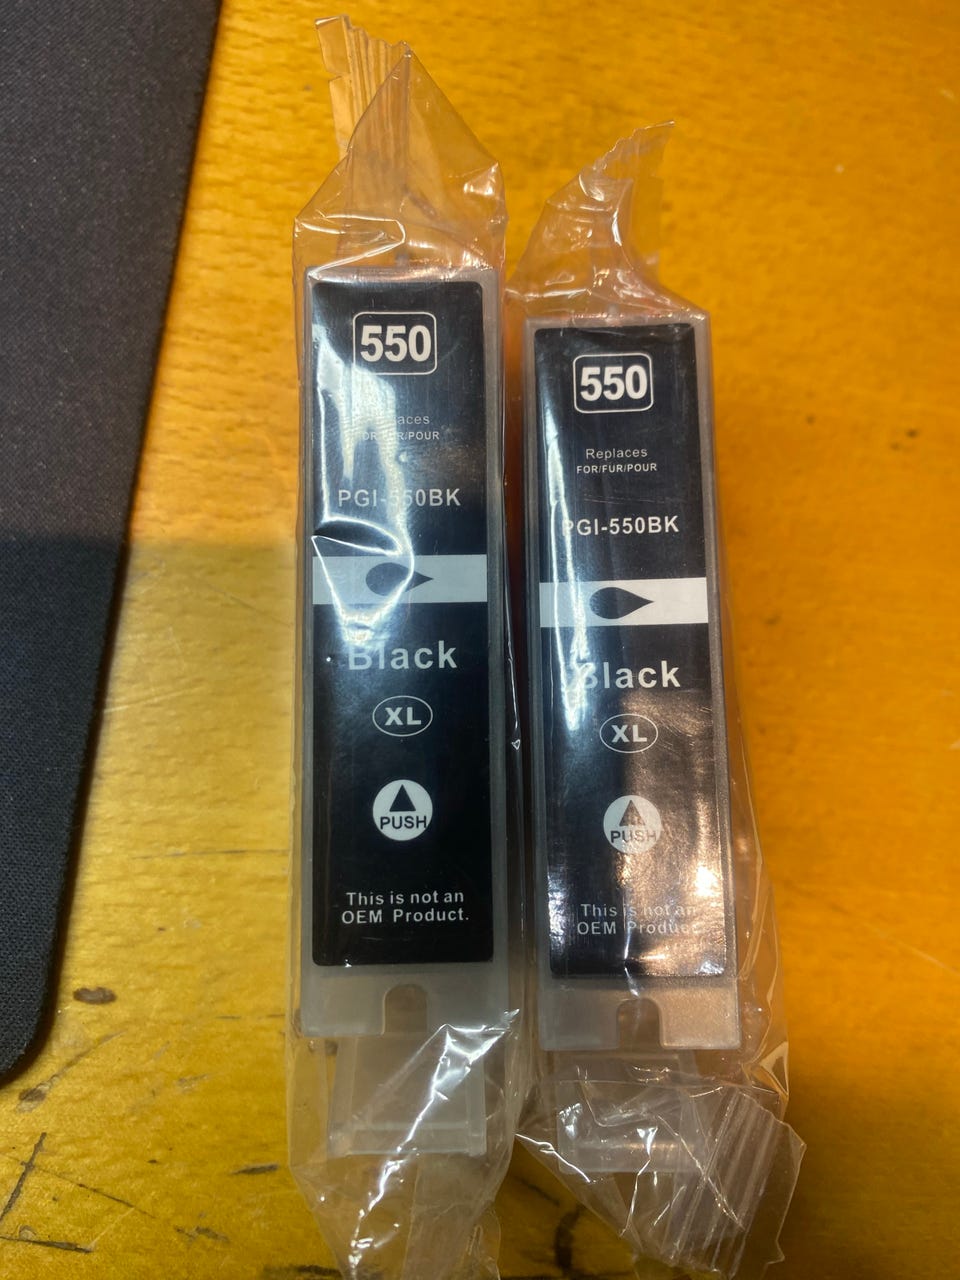 550
FOR/FUR/POUR
PGI-550BK
Black
XL
PUSH
This is not an
OEM Product.
550
Replaces
FOR/FUR/POUR
PGI-550BK
Black
XL
PUSH
This is not an
OEM Product.